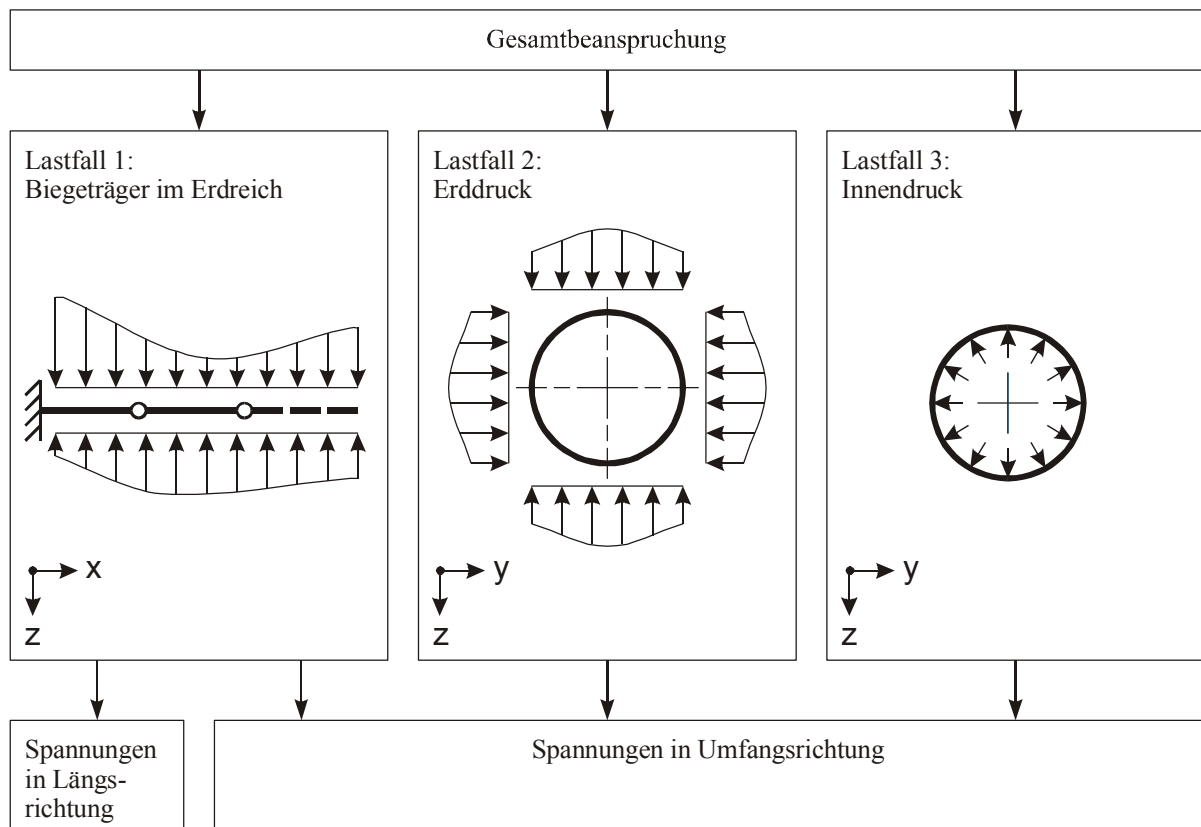 Gesamtbeanspruchung
Lastfall 1:
Biegeträger im Erdreich
x
z
Lastfall 2:
Erddruck
y
z
Lastfall 3:
Innendruck
y
z
Spannungen
in Längs-
richtung
Spannungen in Umfangsrichtung